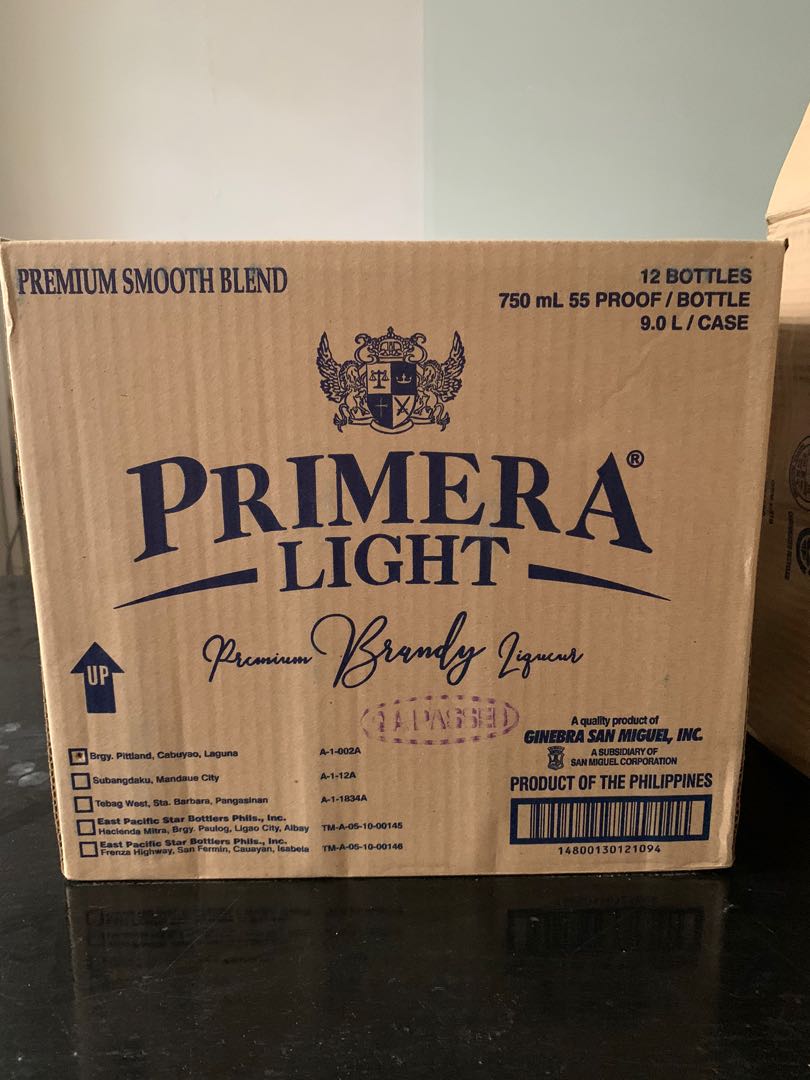 PREMIUM SMOOTH BLEND
12 BOTTLES
750 mL 55 PROOF / BOTTLE
9.0 L / CASE
PRIMERA®
LIGHT
Premium Brandy Liqueur
UP
PASSED
A quality product of
GINEBRA SAN MIGUEL, INC.
A SUBSIDIARY OF
SAN MIGUEL CORPORATION
PRODUCT OF THE PHILIPPINES
14800130121094
Brgy. Pittland, Cabuyao, Laguna A-1-002A
Subangdaku, Mandaue City A-1-12A
Tebag West, Sta. Barbara, Pangasinan A-1-1834A
East Pacific Star Bottlers Phils., Inc.
Hacienda Mitra, Brgy. Paulog, Ligao City, Albay TM-A-05-10-00145
East Pacific Star Bottlers Phils., Inc.
Frenza Highway, San Fermin, Cauayan, Isabela TM-A-05-10-00146